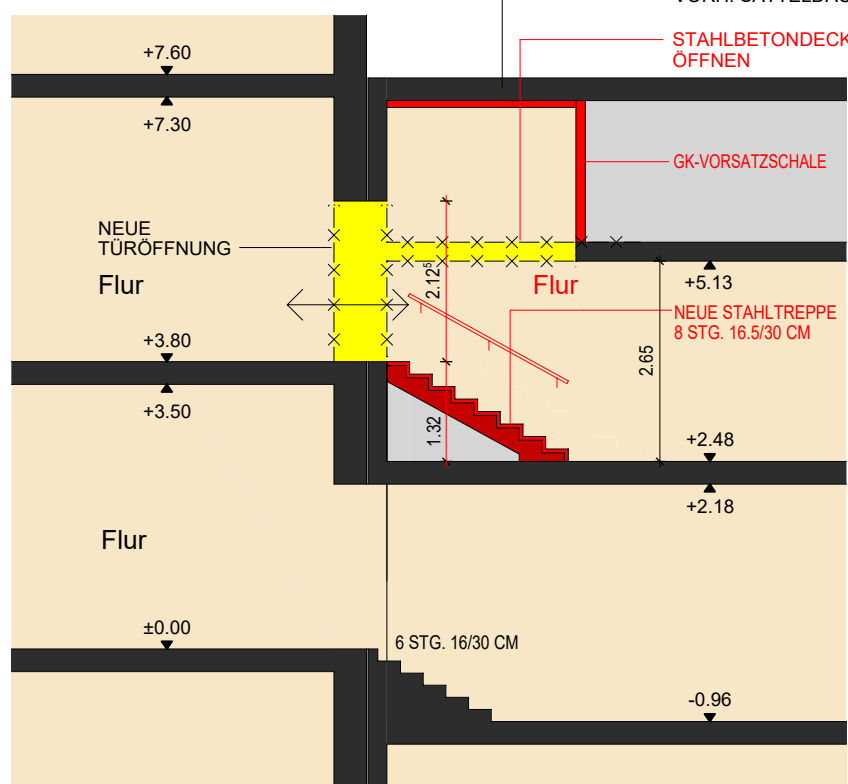 STAHLBETONDECK
ÖFFNEN
+7.60
+7.30
GK-VORSATZSCHALE
NEUE
TÜRÖFFNUNG
Flur
2.12⁵
Flur
+5.13
NEUE STAHLTREPPE
8 STG. 16.5/30 CM
+3.80
+3.50
2.65
1.32
+2.48
+2.18
Flur
±0.00
6 STG. 16/30 CM
-0.96